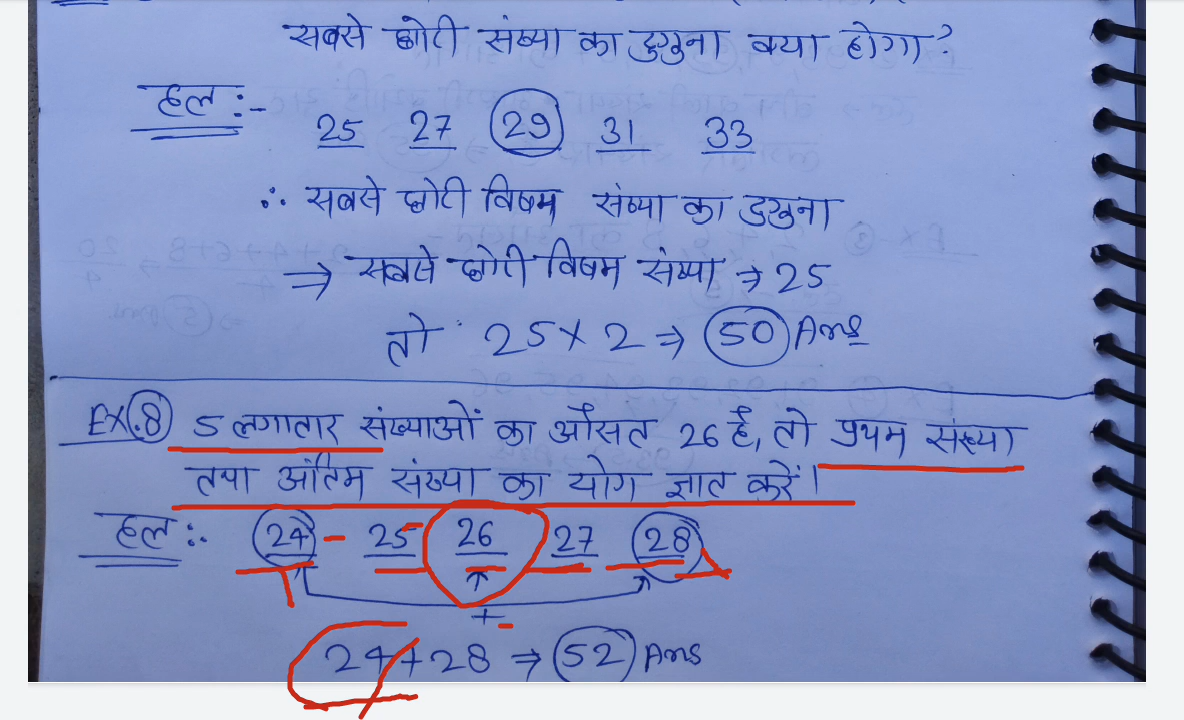 सबसे छोटी संख्या का दुगुना क्या होगा?
हल :-
25 27 29 31 33
∴ सबसे छोटी विषम संख्या का दुगुना
⇒ सबसे छोटी विषम संख्या → 25
तो 25 × 2 ⇒ 50 Ans
Ex.8 5 लगातार संख्याओं का औसत 26 है, तो प्रथम संख्या
तथा अंतिम संख्या का योग ज्ञात करें।
हल :- 24 - 25 26 27 28
+
24 + 28 ⇒ 52 Ans